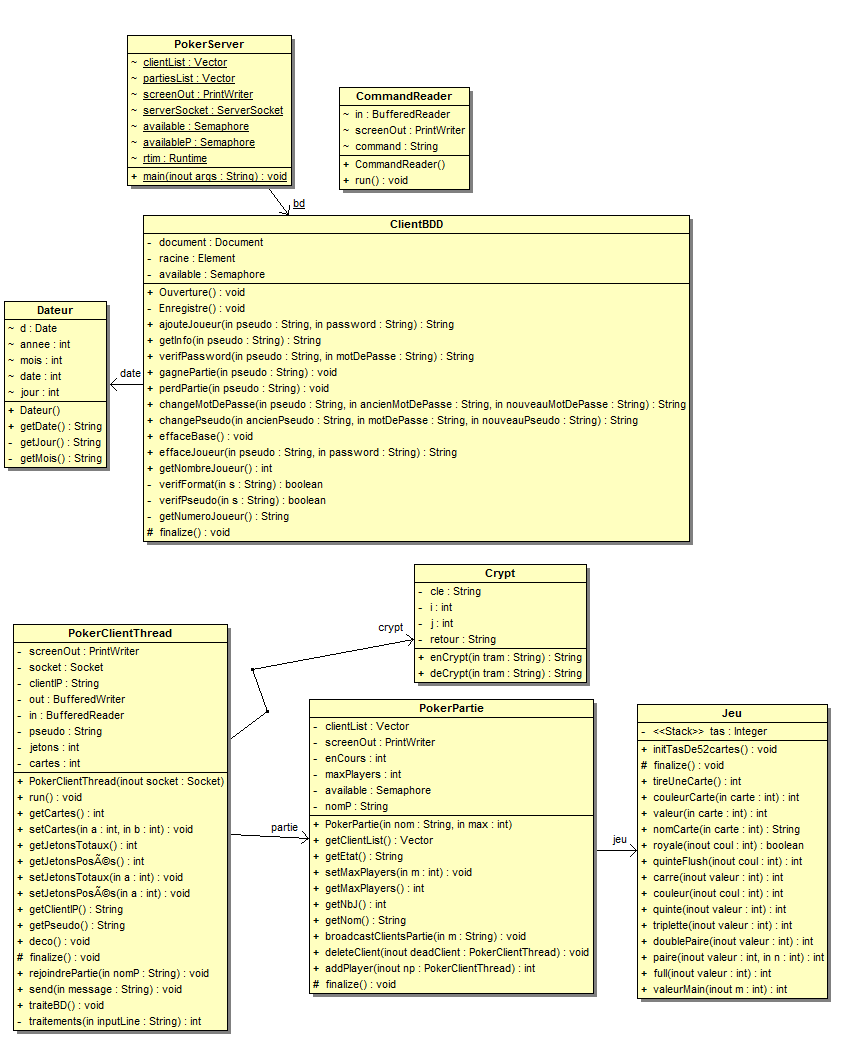 PokerServer
~ clientList : Vector
~ partiesList : Vector
~ screenOut : PrintWriter
~ serverSocket : ServerSocket
~ available : Semaphore
~ availableP : Semaphore
~ rtim : Runtime
+ main(inout args : String) : void
CommandReader
~ in : BufferedReader
~ screenOut : PrintWriter
~ command : String
+ CommandReader()
+ run() : void
bd
ClientBDD
- document : Document
- racine : Element
- available : Semaphore
+ Ouverture() : void
- Enregistre() : void
+ ajouteJoueur(in pseudo : String, in password : String) : String
+ getInfo(in pseudo : String) : String
+ verifPassword(in pseudo : String, in motDePasse : String) : String
+ gagnePartie(in pseudo : String) : void
+ perdPartie(in pseudo : String) : void
+ changeMotDePasse(in pseudo : String, in ancienMotDePasse : String, in nouveauMotDePasse : String) : String
+ changePseudo(in ancienPseudo : String, in motDePasse : String, in nouveauPseudo : String) : String
+ effaceBase() : void
+ effaceJoueur(in pseudo : String, in password : String) : String
+ getNombreJoueur() : int
- verifFormat(in s : String) : boolean
- verifPseudo(in s : String) : boolean
- getNumeroJoueur() : String
# finalize() : void
Dateur
~ d : Date
~ annee : int
~ mois : int
~ date : int
~ jour : int
+ Dateur()
+ getDate() : String
- getJour() : String
- getMois() : String
date
Crypt
- cle : String
- i : int
- j : int
- retour : String
+ enCrypt(in tram : String) : String
+ deCrypt(in tram : String) : String
crypt
PokerClientThread
- screenOut : PrintWriter
- socket : Socket
- clientIP : String
- out : BufferedWriter
- in : BufferedReader
- pseudo : String
- jetons : int
- cartes : int
+ PokerClientThread(inout socket : Socket)
+ run() : void
+ getCartes() : int
+ setCartes(in a : int, in b : int) : void
+ getJetonsTotaux() : int
+ getJetonsPosÃ©s() : int
+ setJetonsTotaux(in a : int) : void
+ setJetonsPosÃ©s(in a : int) : void
+ getClientIP() : String
+ getPseudo() : String
+ deco() : void
# finalize() : void
+ rejoindrePartie(in nomP : String) : void
+ send(in message : String) : void
+ traiteBD() : void
- traitements(in inputLine : String) : int
partie
PokerPartie
- clientList : Vector
- screenOut : PrintWriter
- enCours : int
- maxPlayers : int
- available : Semaphore
- nomP : String
+ PokerPartie(in nom : String, in max : int)
+ getClientList() : Vector
+ getEtat() : String
+ setMaxPlayers(in m : int) : void
+ getMaxPlayers() : int
+ getNbJ() : int
+ getNom() : String
+ broadcastClientsPartie(in m : String) : void
+ deleteClient(inout deadClient : PokerClientThread) : void
+ addPlayer(inout np : PokerClientThread) : int
# finalize() : void
jeu
Jeu
- <<Stack>> tas : Integer
+ initTasDe52cartes() : void
# finalize() : void
+ tireUneCarte() : int
+ couleurCarte(in carte : int) : int
+ valeur(in carte : int) : int
+ nomCarte(in carte : int) : String
+ royale(inout coul : int) : boolean
+ quinteFlush(inout coul : int) : int
+ carre(inout valeur : int) : int
+ couleur(inout coul : int) : int
+ quinte(inout valeur : int) : int
+ triplette(inout valeur : int) : int
+ doublePaire(inout valeur : int) : int
+ paire(inout valeur : int, in n : int) : int
+ full(inout valeur : int) : int
+ valeurMain(inout m : int) : int